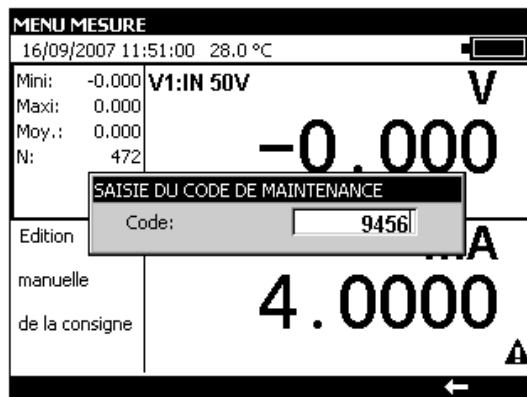 MENU MESURE
16/09/2007 11:51:00 28.0 °C
Mini: -0.000
Maxi: 0.000
Moy.: 0.000
N: 472
V1:IN 50V
V
-0.000
SAISIE DU CODE DE MAINTENANCE
Code: 9456
Edition
manuelle
de la consigne
mA
4.0000